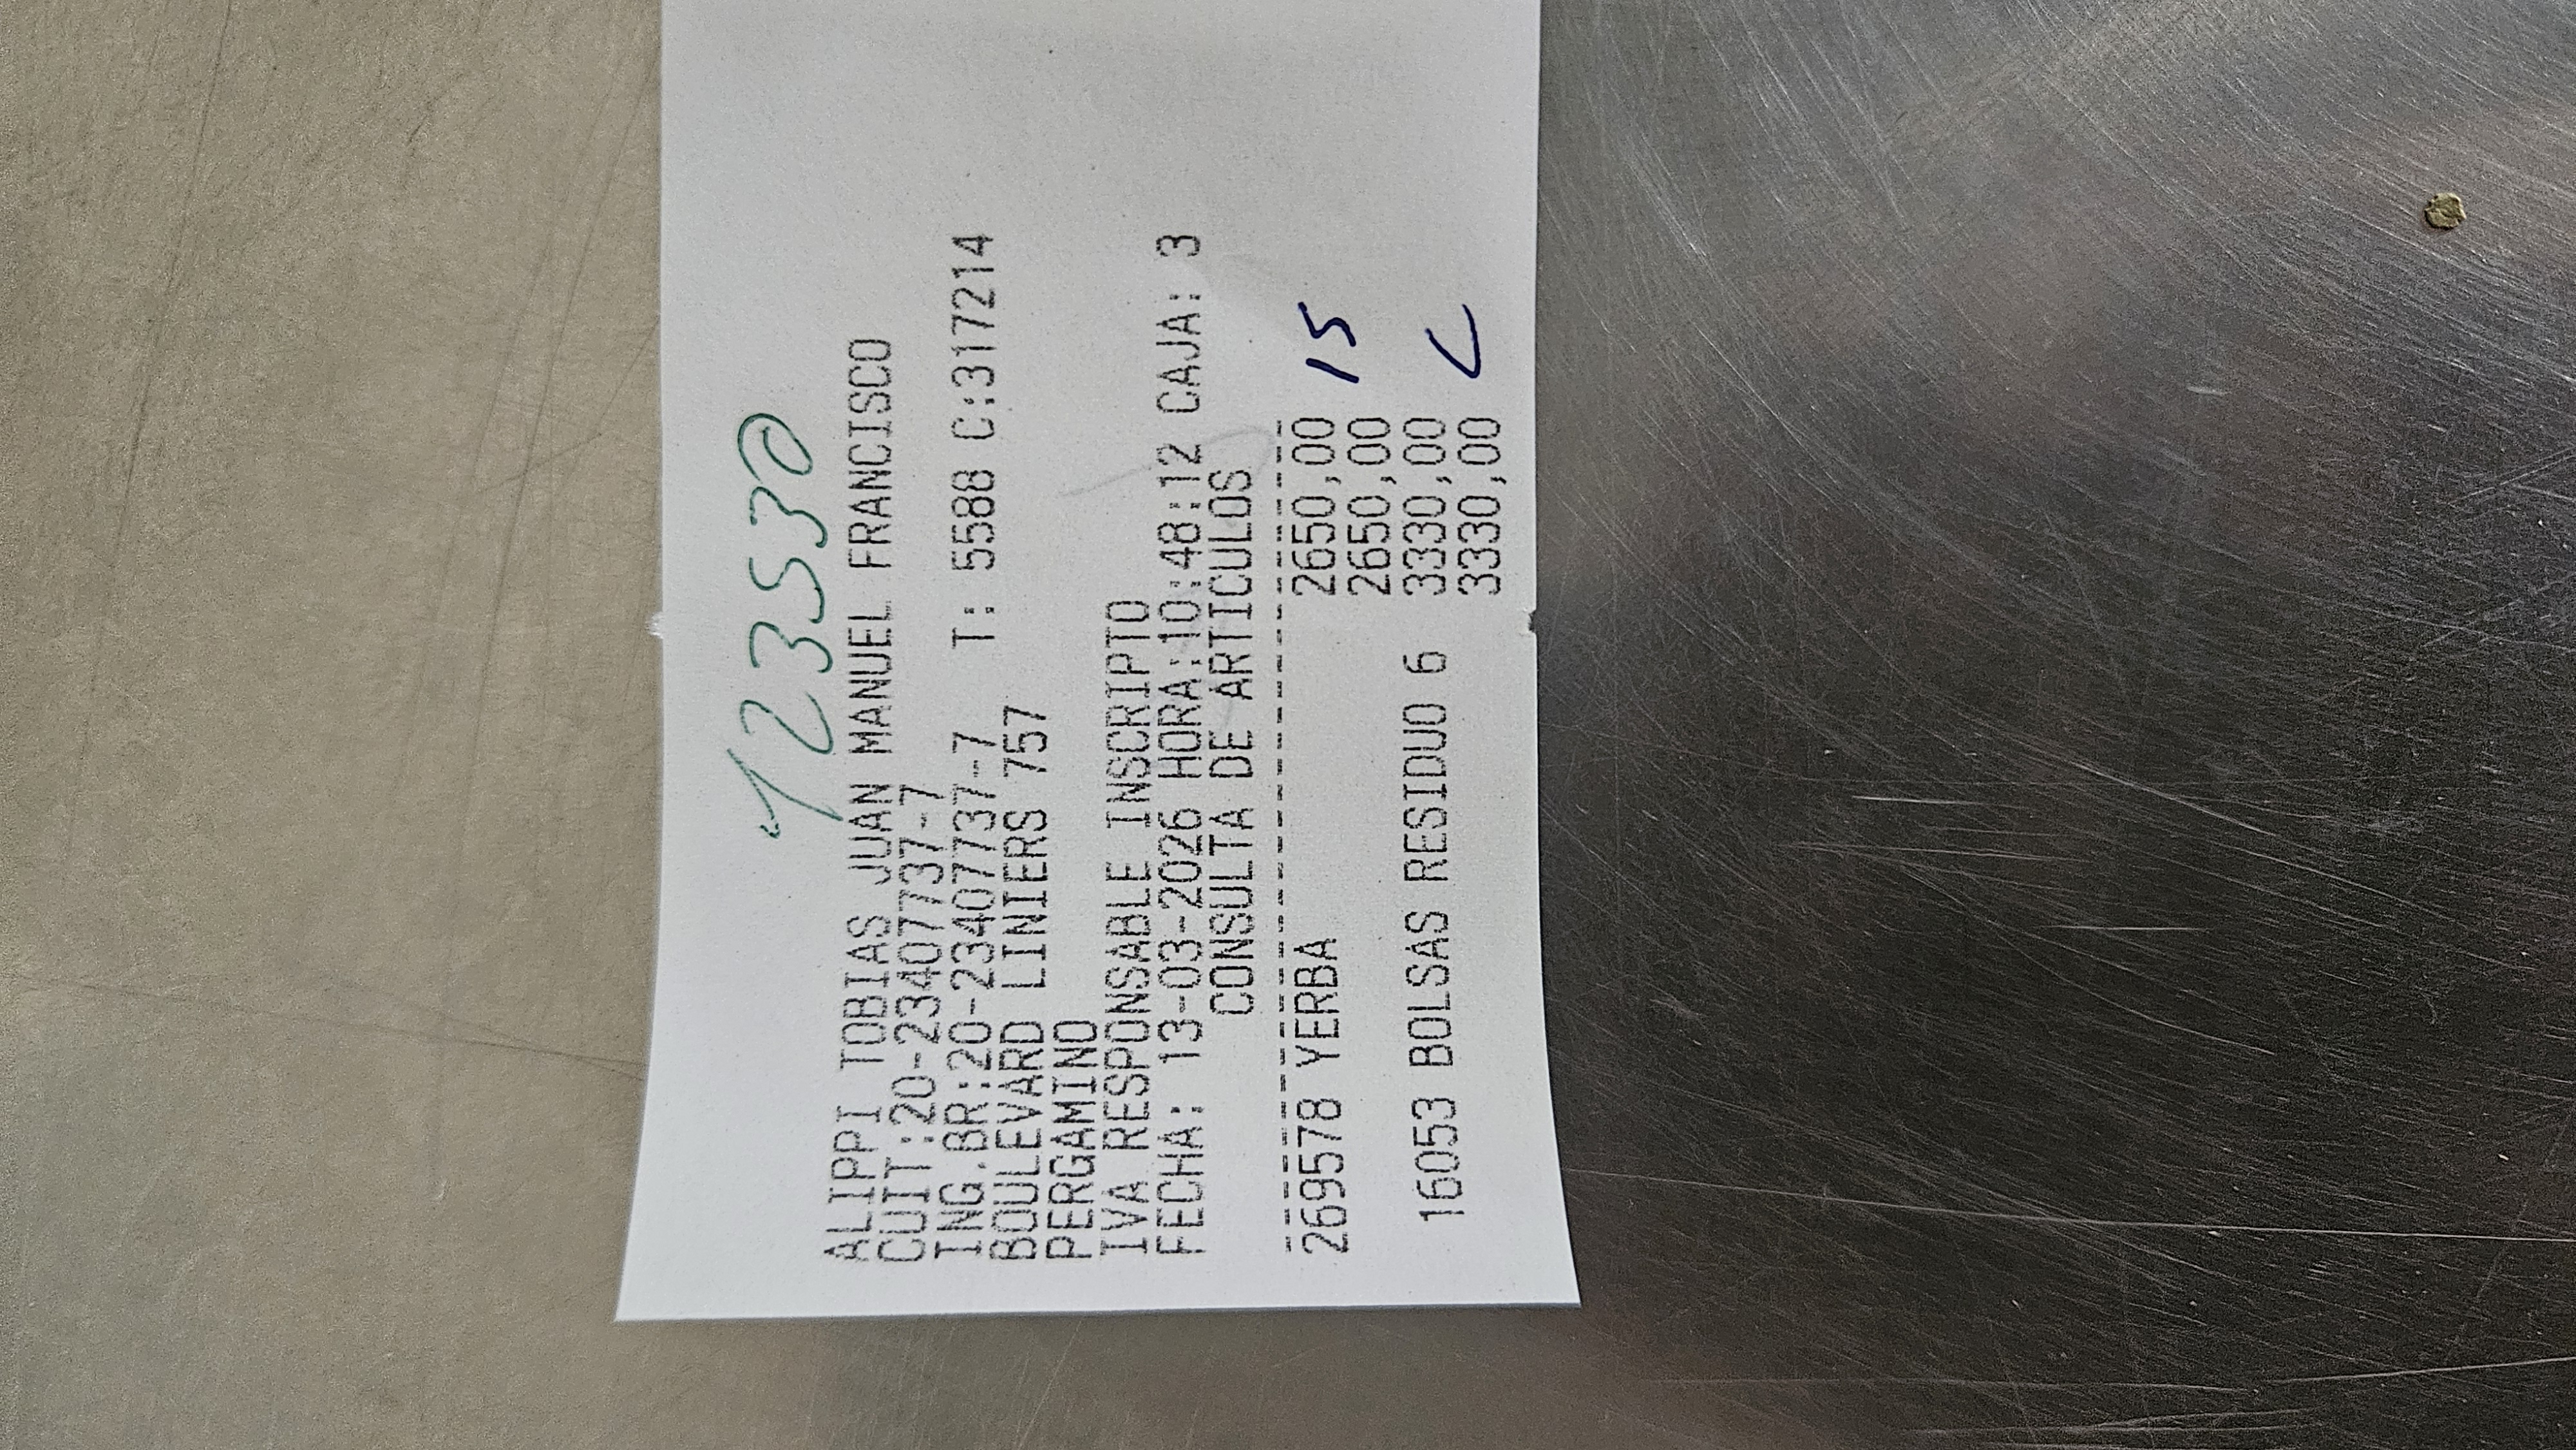 123530
ALIPPI TOBIAS JUAN MANUEL FRANCISCO
CUIT:20-23407737-7
ING.BR:20-23407737-7 T: 5588 C:317214
BOULEVARD LINIERS 757
PERGAMINO
IVA RESPONSABLE INSCRIPTO
FECHA: 13-03-2026 HORA:10:48:12 CAJA: 3
CONSULTA DE ARTICULOS
269578 YERBA 2650,00 15
2650,00
16053 BOLSAS RESIDUO 6 3330,00
3330,00